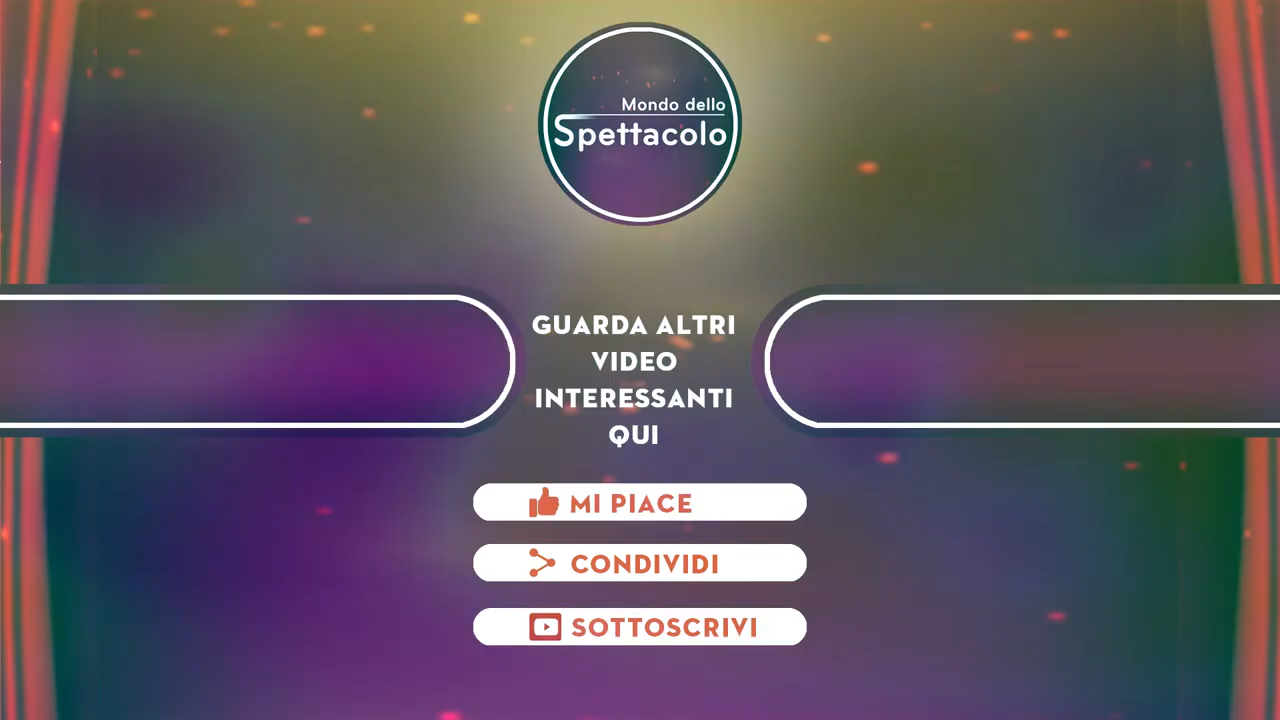 Mondo dello
Spettacolo
GUARDA ALTRI
VIDEO
INTERESSANTI
QUI
MI PIACE
CONDIVIDI
SOTTOSCRIVI